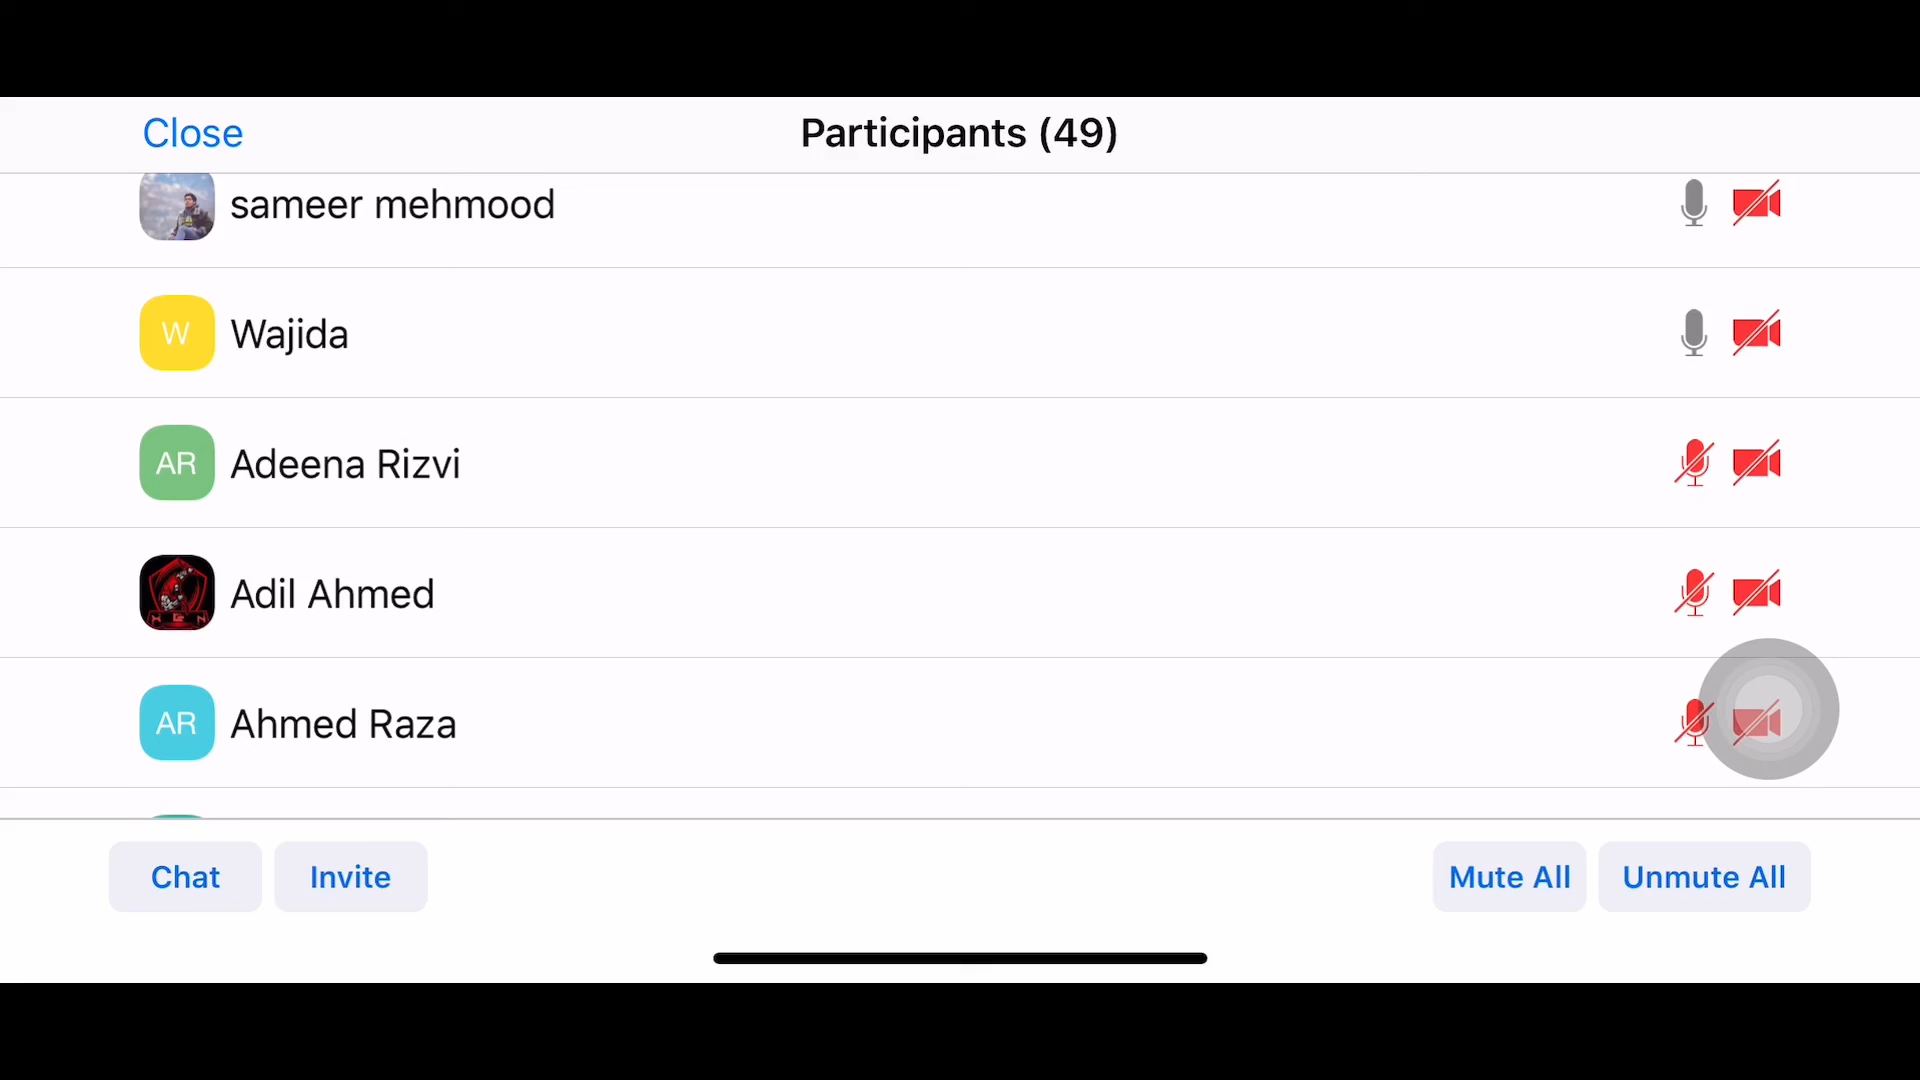 Close
Participants (49)
sameer mehmood
W
Wajida
AR
Adeena Rizvi
Adil Ahmed
AR
Ahmed Raza
Chat
Invite
Mute All
Unmute All